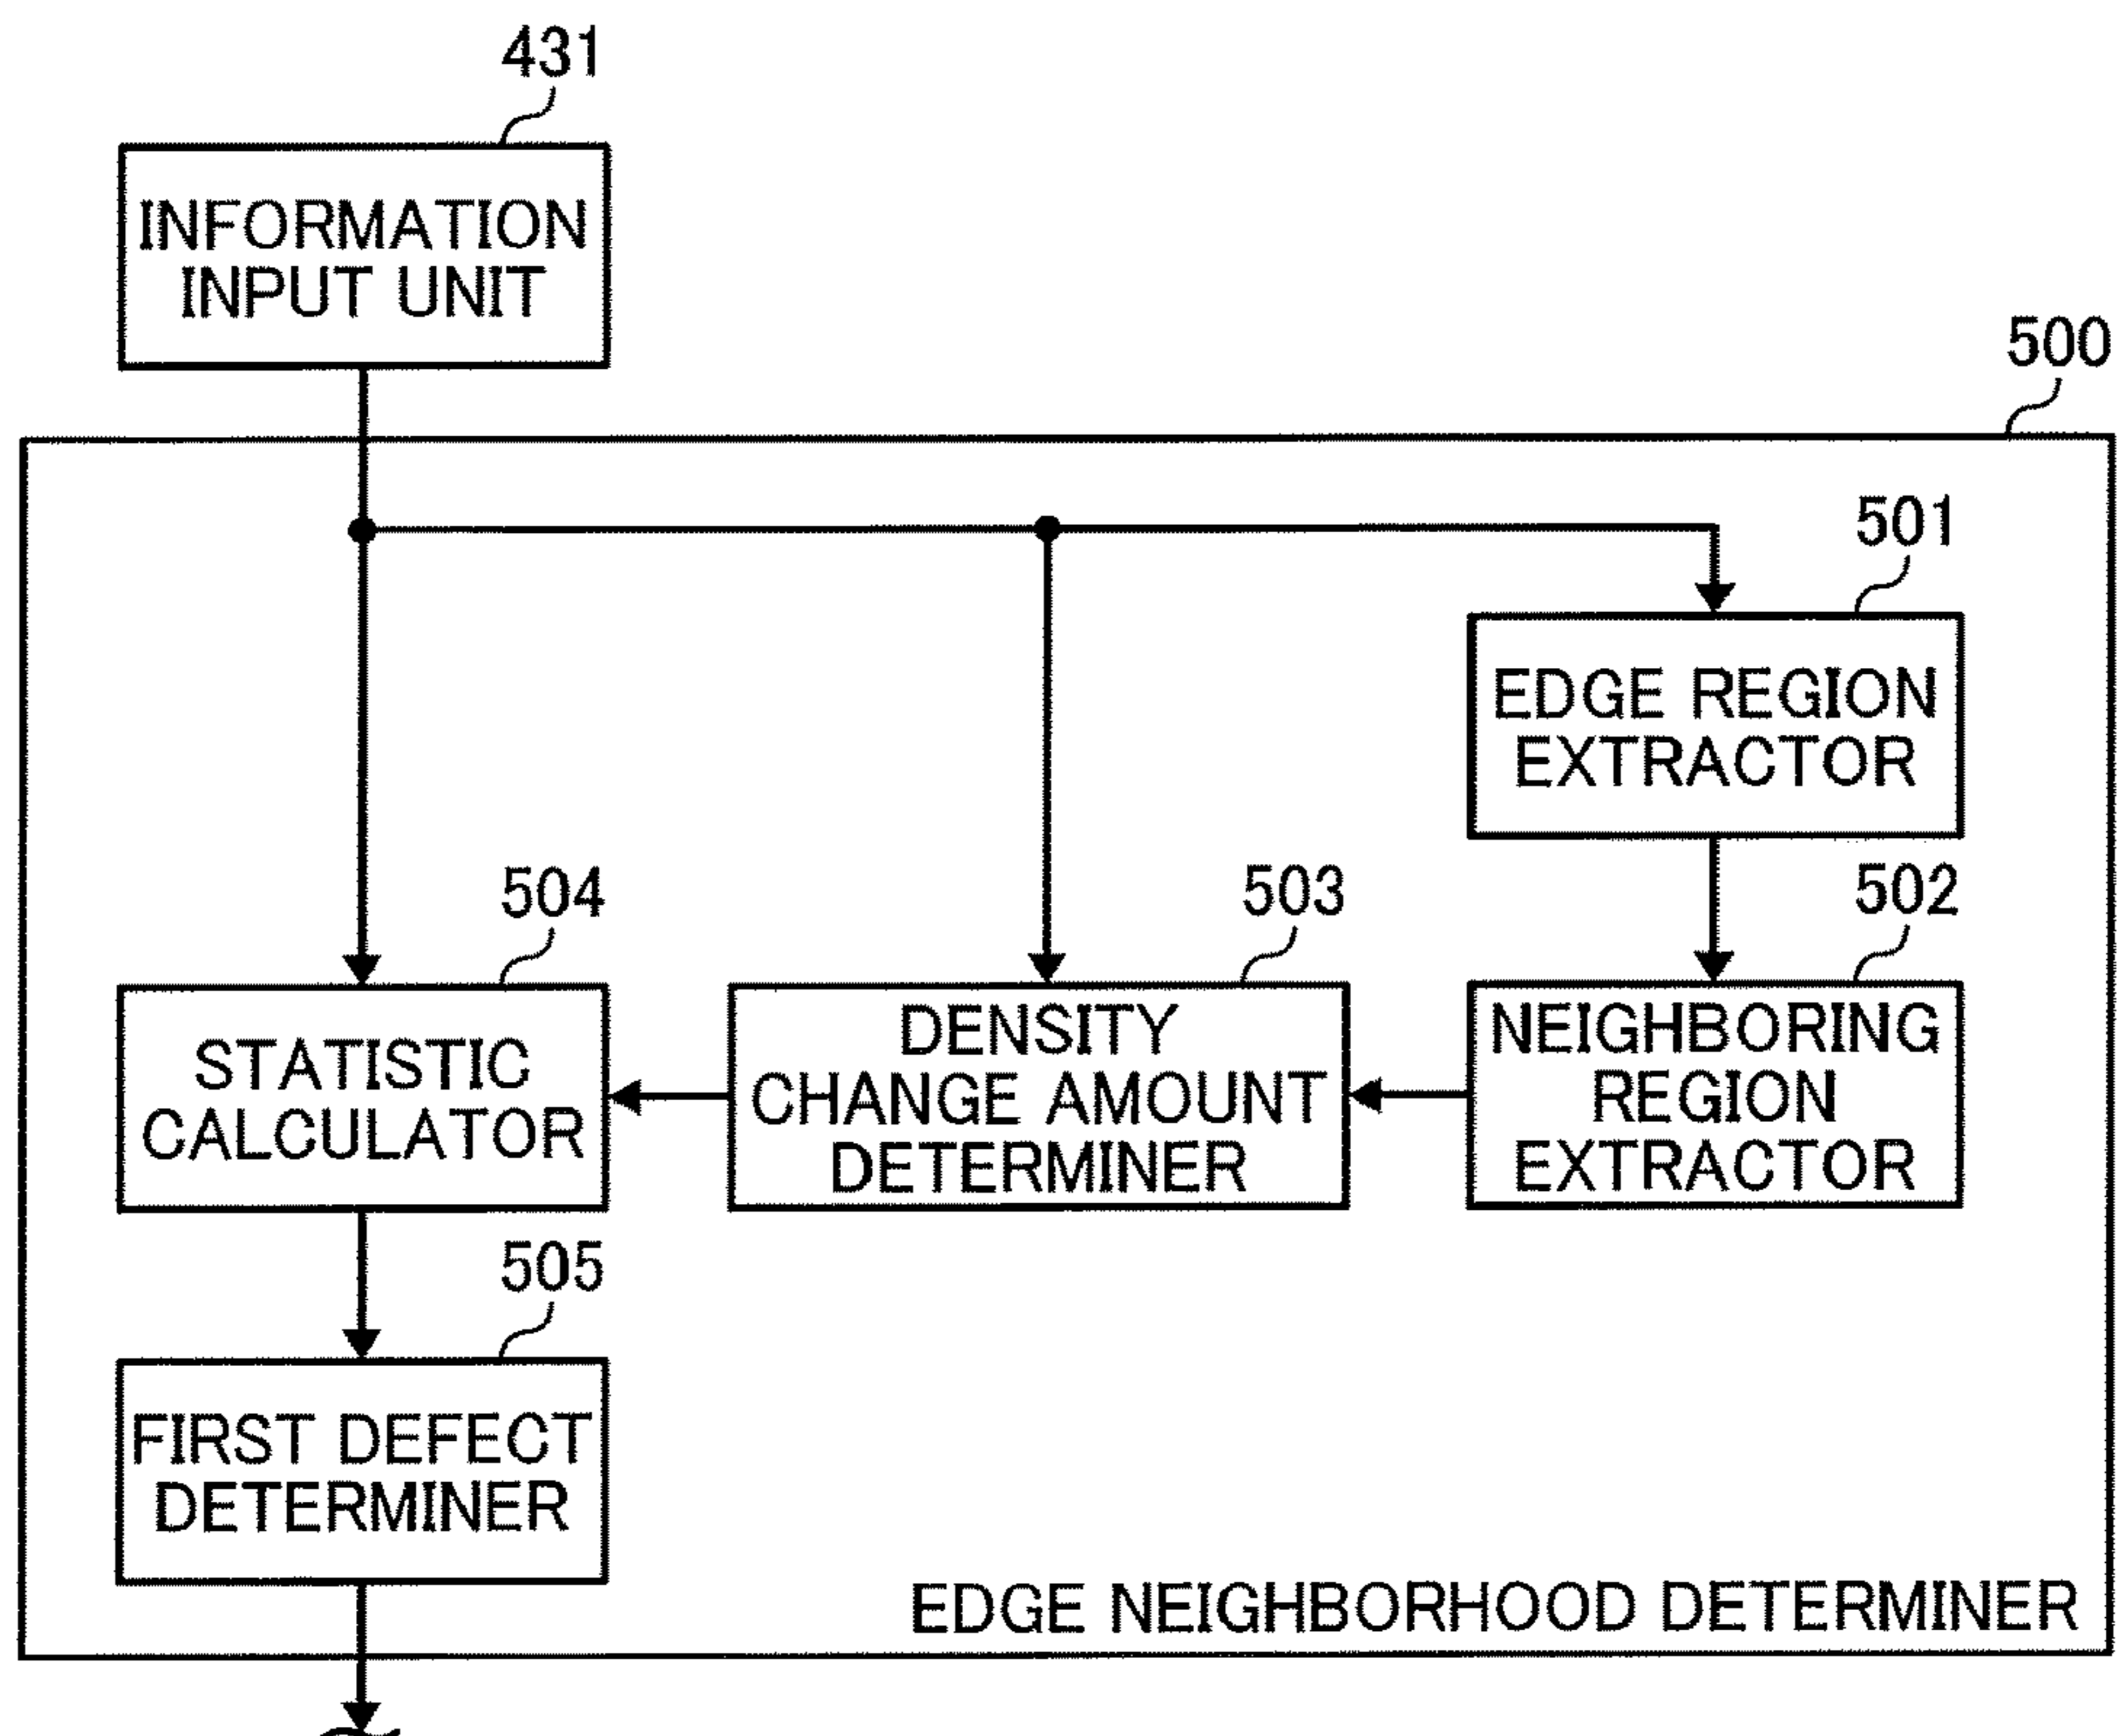 431
INFORMATION
INPUT UNIT
500
501
EDGE REGION
EXTRACTOR
504
503
502
STATISTIC
CALCULATOR
DENSITY
CHANGE AMOUNT
DETERMINER
NEIGHBORING
REGION
EXTRACTOR
505
FIRST DEFECT
DETERMINER
EDGE NEIGHBORHOOD DETERMINER